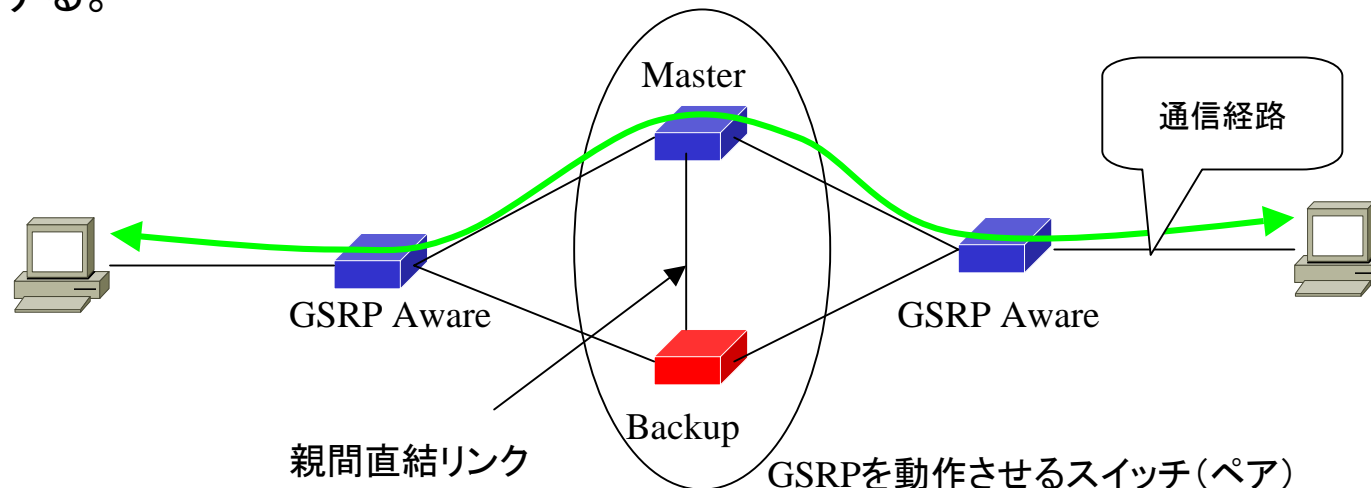 する。
Master
通信経路
GSRP Aware
GSRP Aware
Backup
親間直結リンク
GSRPを動作させるスイッチ（ペア）